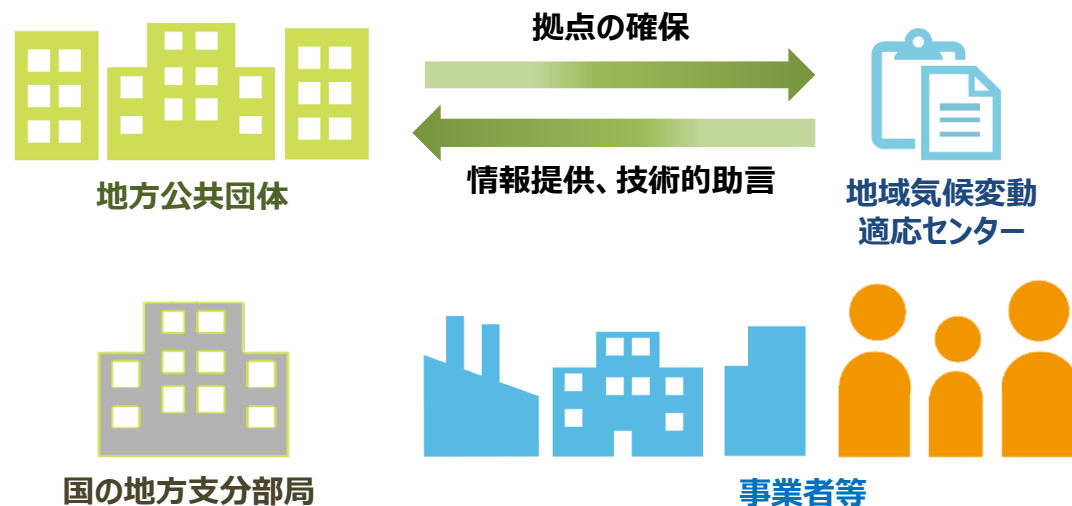 拠点の確保
情報提供、技術的助言
地方公共団体
地域気候変動
適応センター
国の地方支分部局
事業者等